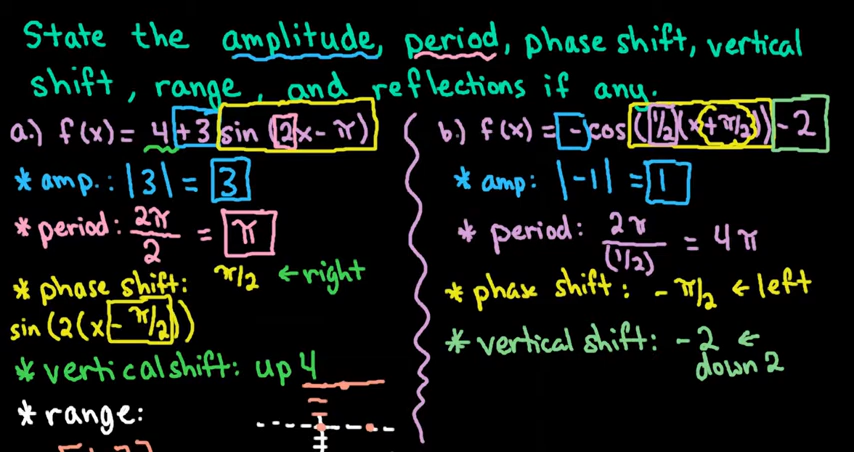 State the amplitude, period, phase shift, vertical
shift, range, and reflections if any.
a.) f(x) = 4+3 sin (2x - π)
* amp.: |3| = 3
* period: 2π/2 = π
* phase shift: π/2 ← right
sin (2(x - π/2))
* vertical shift: up 4
* range:
b.) f(x) = - cos (1/2 (x + π/2)) - 2
* amp: |-1| = 1
* period: 2π/(1/2) = 4π
* phase shift: - π/2 ← left
* vertical shift: - 2 ←
down 2